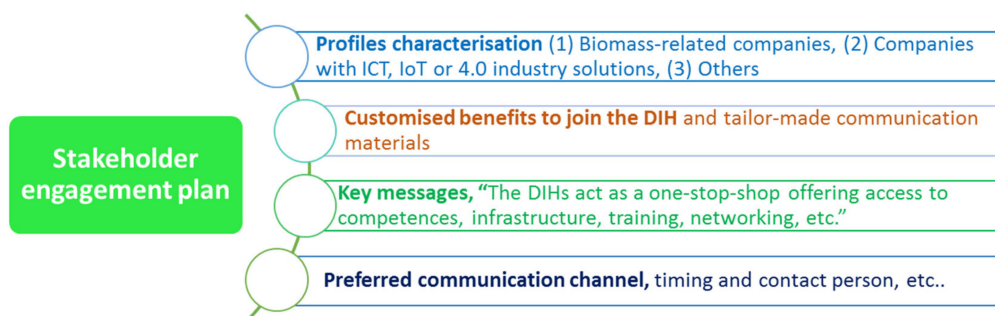 Stakeholder
engagement plan
Profiles characterisation (1) Biomass-related companies, (2) Companies
with ICT, IoT or 4.0 industry solutions, (3) Others
Customised benefits to join the DIH and tailor-made communication
materials
Key messages, “The DIHs act as a one-stop-shop offering access to
competences, infrastructure, training, networking, etc.”
Preferred communication channel, timing and contact person, etc..